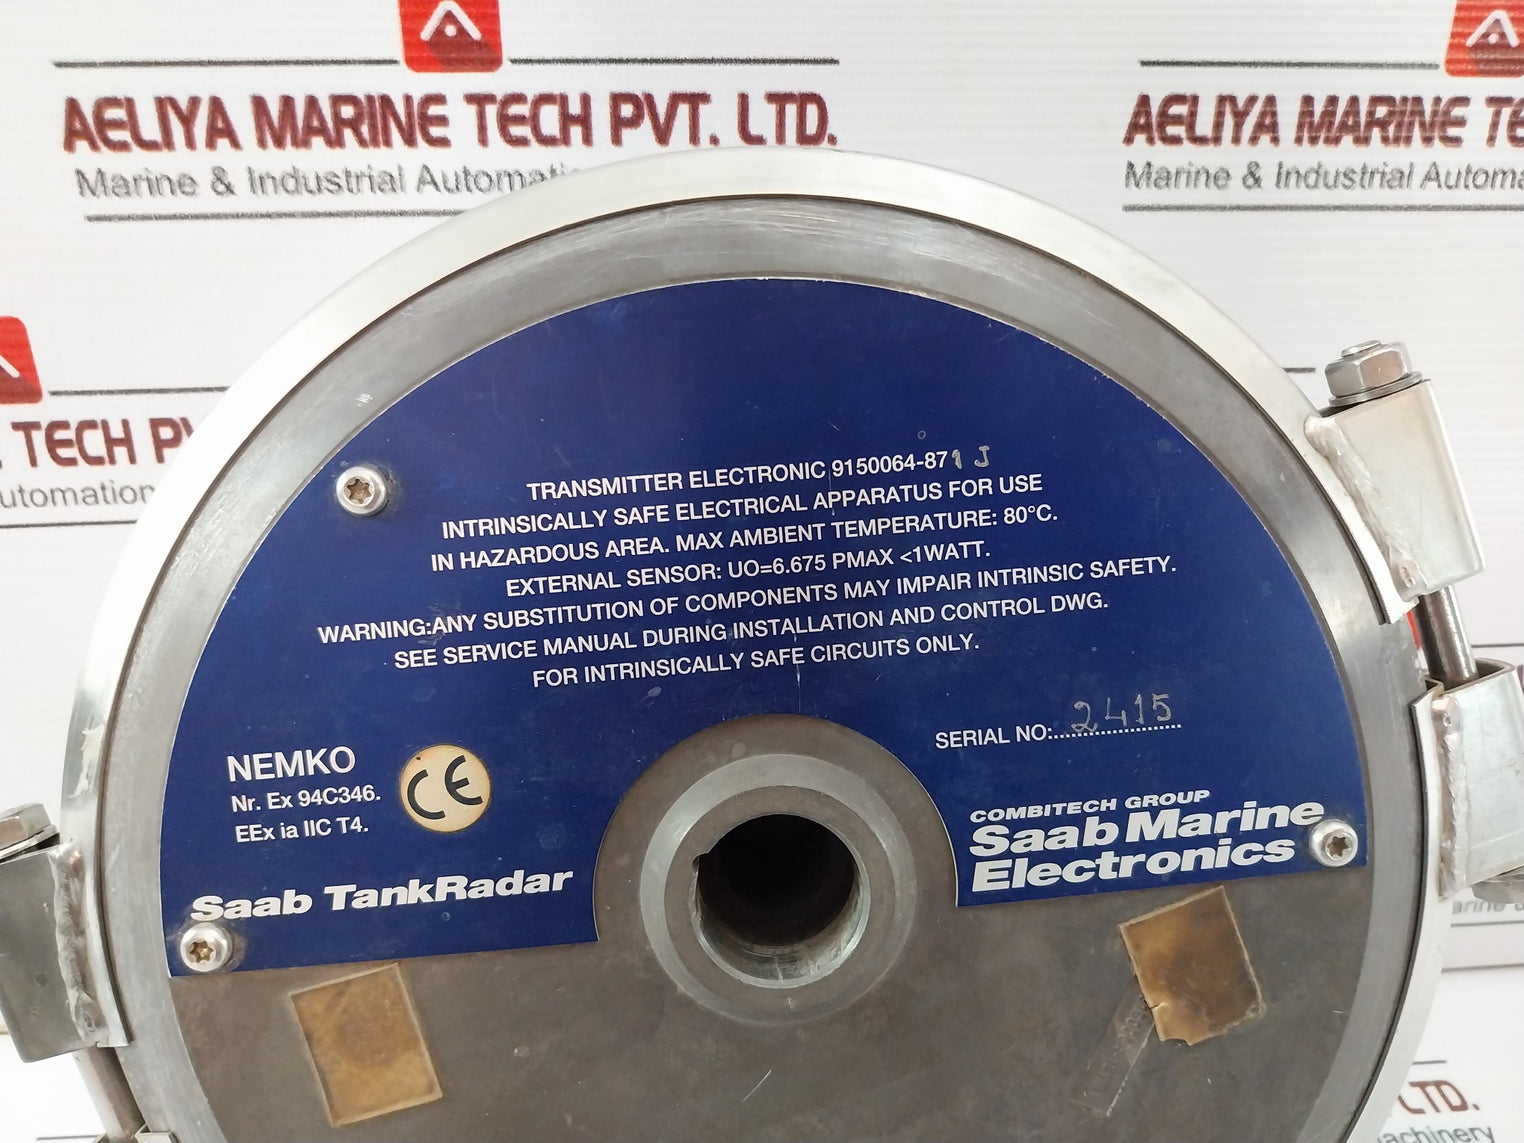 AELIYA MARINE TECH PVT. LTD.
Marine & Industrial Automati
AELIYA MARINE TE
Marine & Industrial Automa
TECH PV
utomation
TRANSMITTER ELECTRONIC 9150064-871 J
INTRINSICALLY SAFE ELECTRICAL APPARATUS FOR USE
IN HAZARDOUS AREA. MAX AMBIENT TEMPERATURE: 80°C.
EXTERNAL SENSOR: UO=6.675 PMAX <1WATT.
WARNING:ANY SUBSTITUTION OF COMPONENTS MAY IMPAIR INTRINSIC SAFETY.
SEE SERVICE MANUAL DURING INSTALLATION AND CONTROL DWG.
FOR INTRINSICALLY SAFE CIRCUITS ONLY.
SERIAL NO:...2415
NEMKO
Nr. Ex 94C346.
EEx ia IIC T4.
CE
Saab TankRadar
COMBITECH GROUP
Saab Marine
Electronics
LTD.
achinery